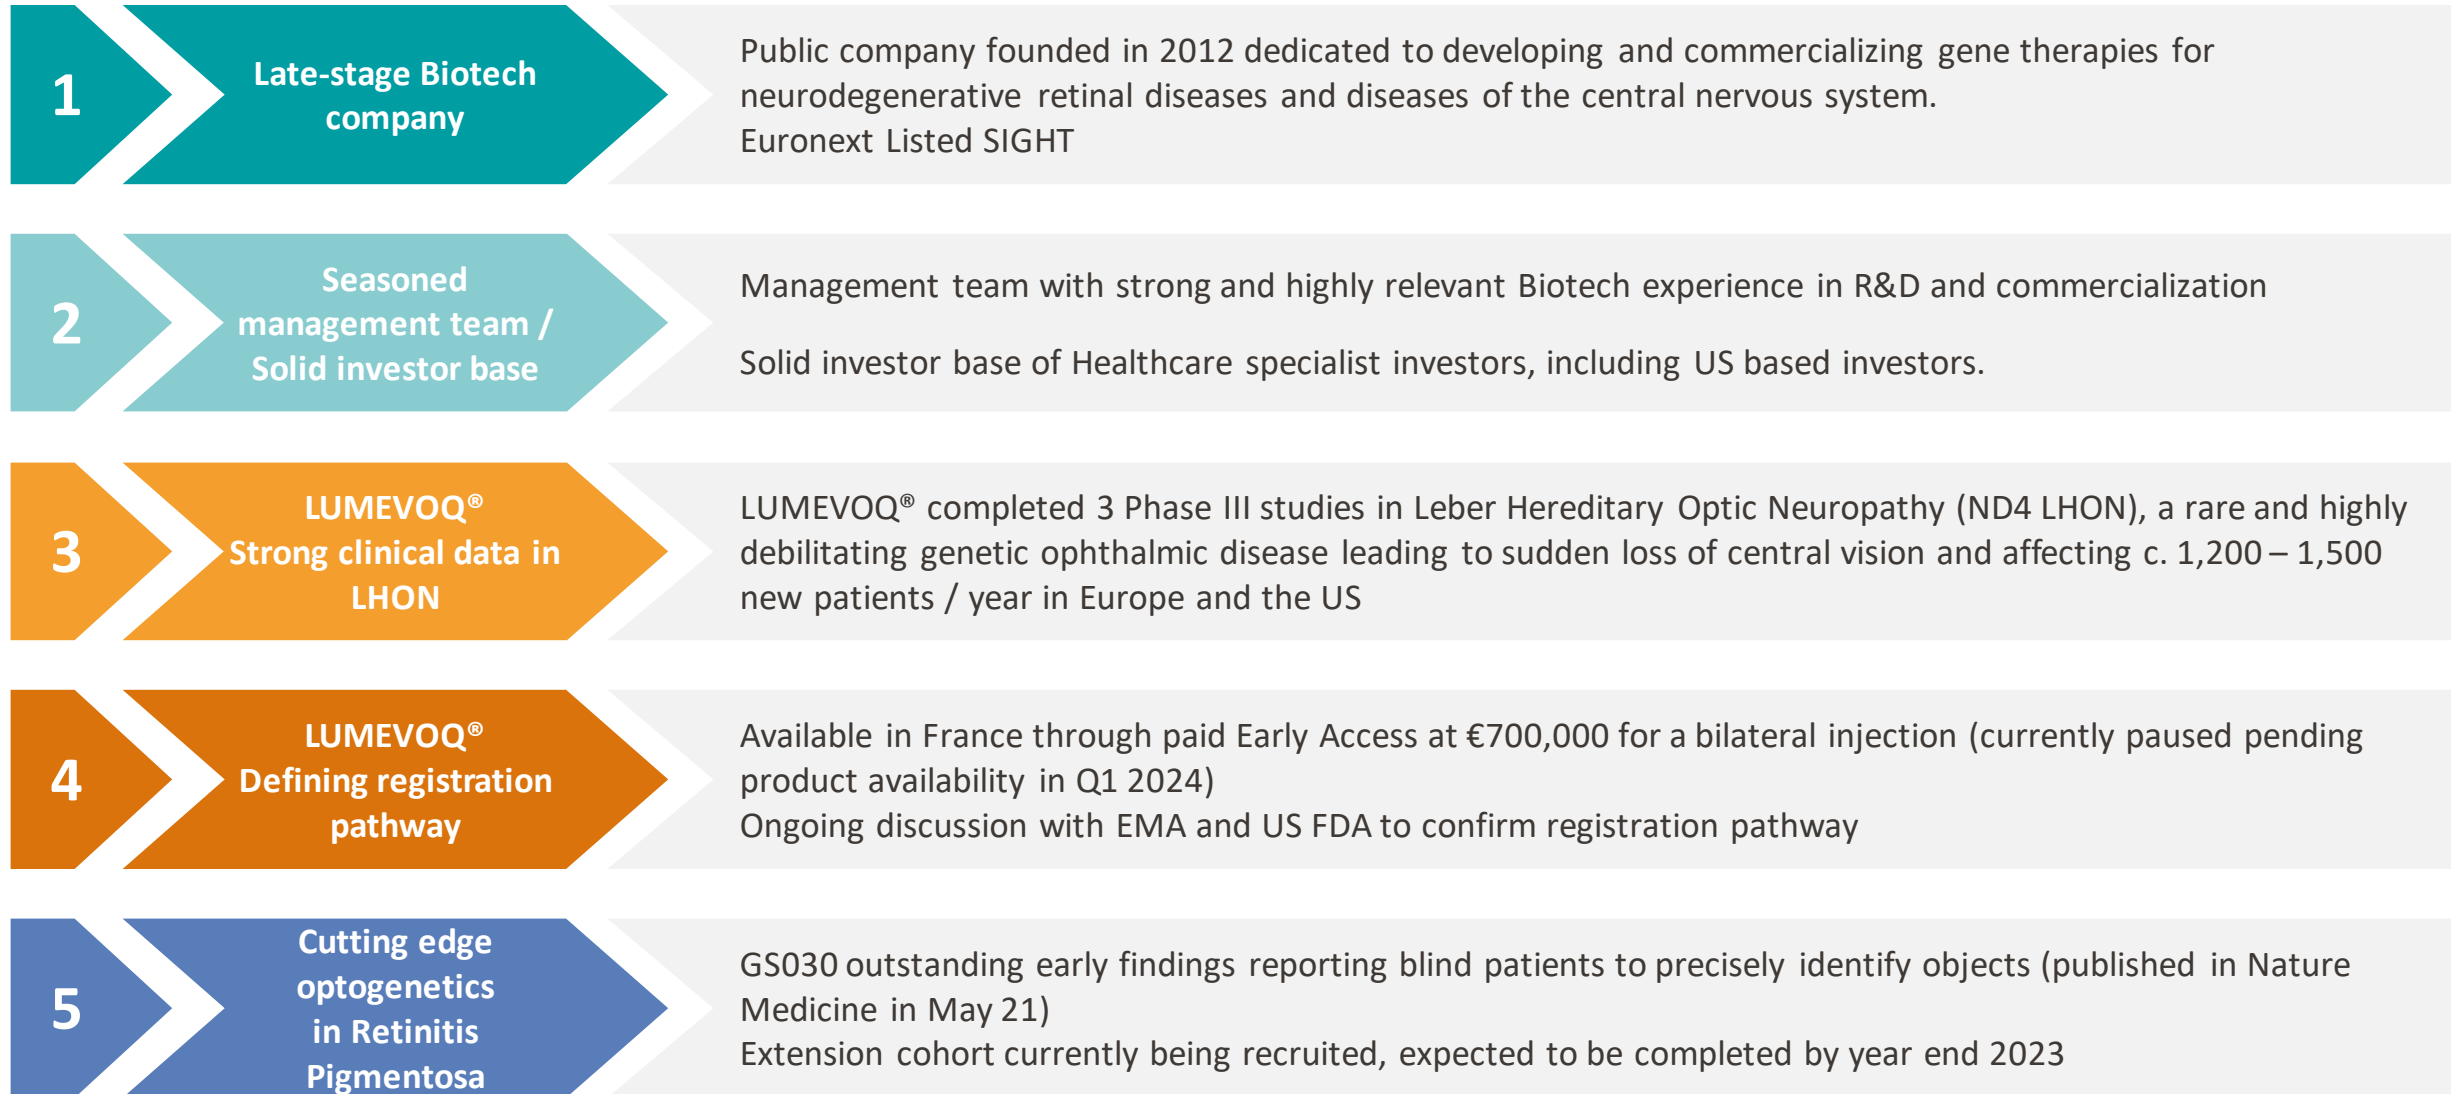 1
Late-stage Biotech
company
Public company founded in 2012 dedicated to developing and commercializing gene therapies for
neurodegenerative retinal diseases and diseases of the central nervous system.
Euronext Listed SIGHT
2
Seasoned
management team /
Solid investor base
Management team with strong and highly relevant Biotech experience in R&D and commercialization
Solid investor base of Healthcare specialist investors, including US based investors.
3
LUMEVOQ®
Strong clinical data in
LHON
LUMEVOQ® completed 3 Phase III studies in Leber Hereditary Optic Neuropathy (ND4 LHON), a rare and highly
debilitating genetic ophthalmic disease leading to sudden loss of central vision and affecting c. 1,200 – 1,500
new patients / year in Europe and the US
4
LUMEVOQ®
Defining registration
pathway
Available in France through paid Early Access at €700,000 for a bilateral injection (currently paused pending
product availability in Q1 2024)
Ongoing discussion with EMA and US FDA to confirm registration pathway
5
Cutting edge
optogenetics
in Retinitis
Pigmentosa
GS030 outstanding early findings reporting blind patients to precisely identify objects (published in Nature
Medicine in May 21)
Extension cohort currently being recruited, expected to be completed by year end 2023